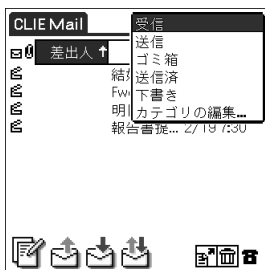 CLIE Mail
受信
送信
ゴミ箱
送信済
下書き
カテゴリの編集...
差出人
結
Fw
明
報告書提... 2/19 7:30